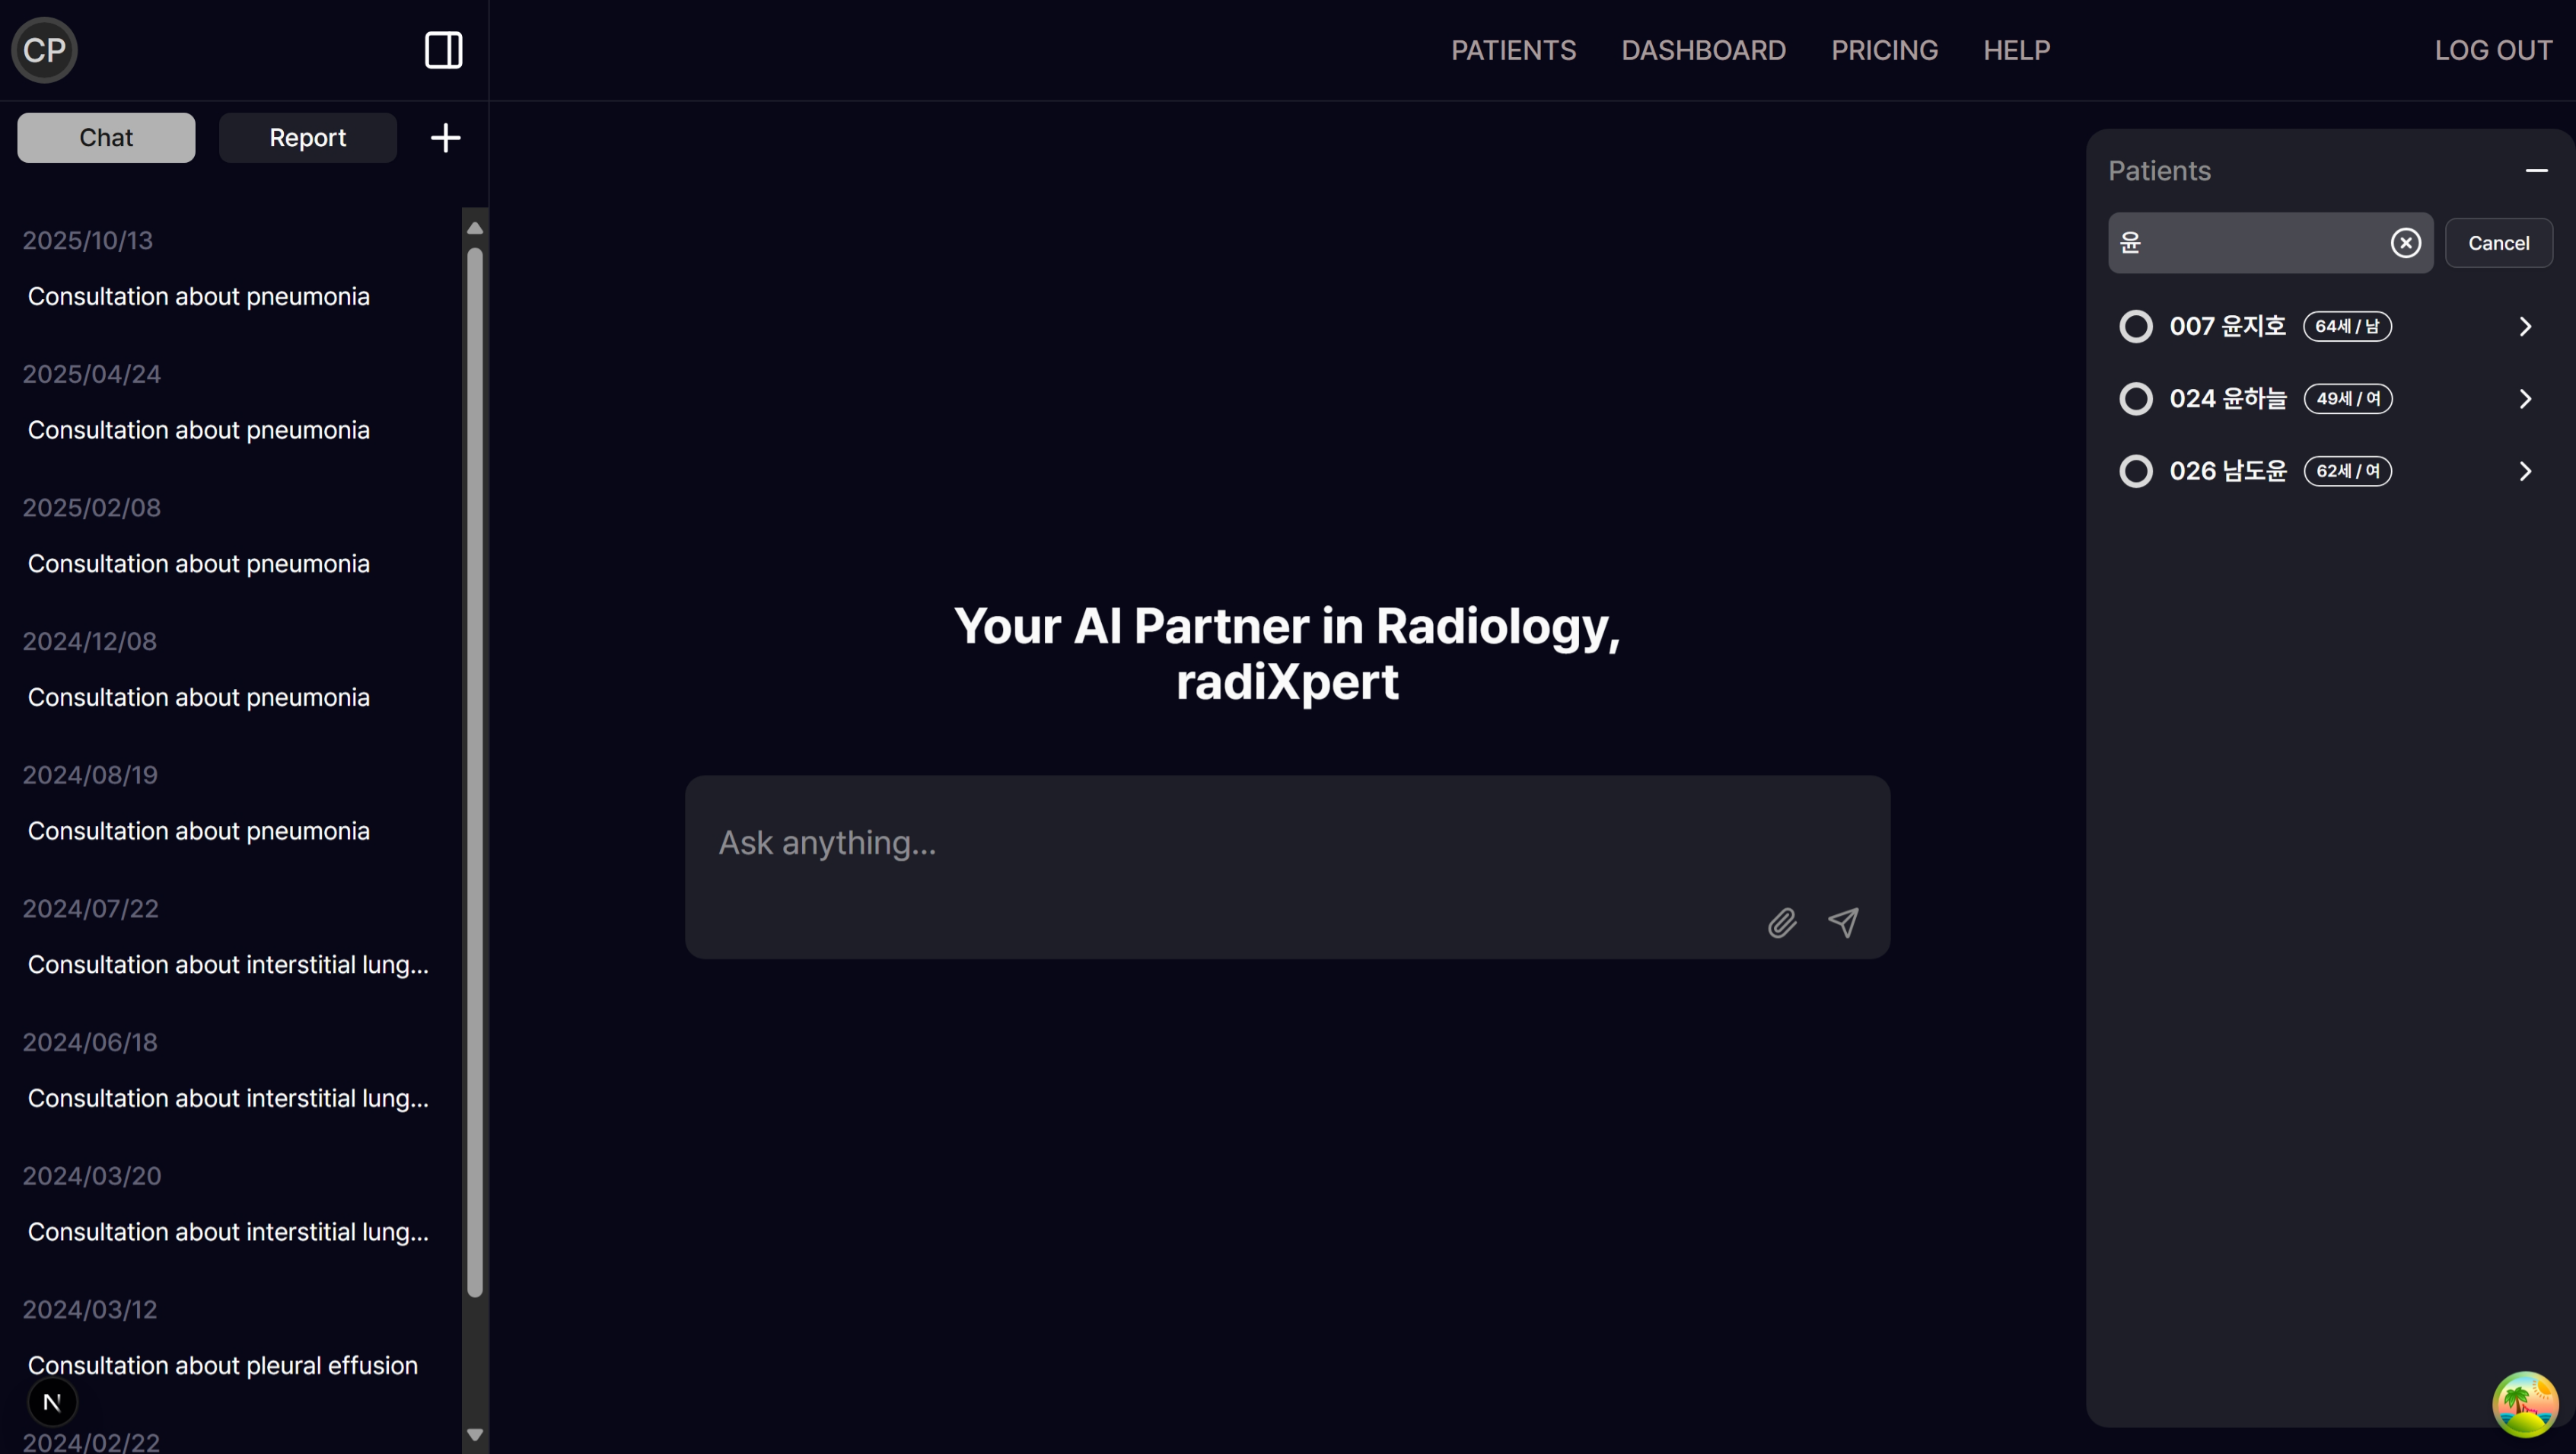 CP
PATIENTS DASHBOARD PRICING HELP LOG OUT
Chat Report
2025/10/13
Consultation about pneumonia
2025/04/24
Consultation about pneumonia
2025/02/08
Consultation about pneumonia
2024/12/08
Consultation about pneumonia
2024/08/19
Consultation about pneumonia
2024/07/22
Consultation about interstitial lung...
2024/06/18
Consultation about interstitial lung...
2024/03/20
Consultation about interstitial lung...
2024/03/12
Consultation about pleural effusion
N
2024/02/22
Your AI Partner in Radiology,
radiXpert
Ask anything...
Patients
윤 Cancel
007 윤지호 64세 / 남
024 윤하늘 49세 / 여
026 남도윤 62세 / 여